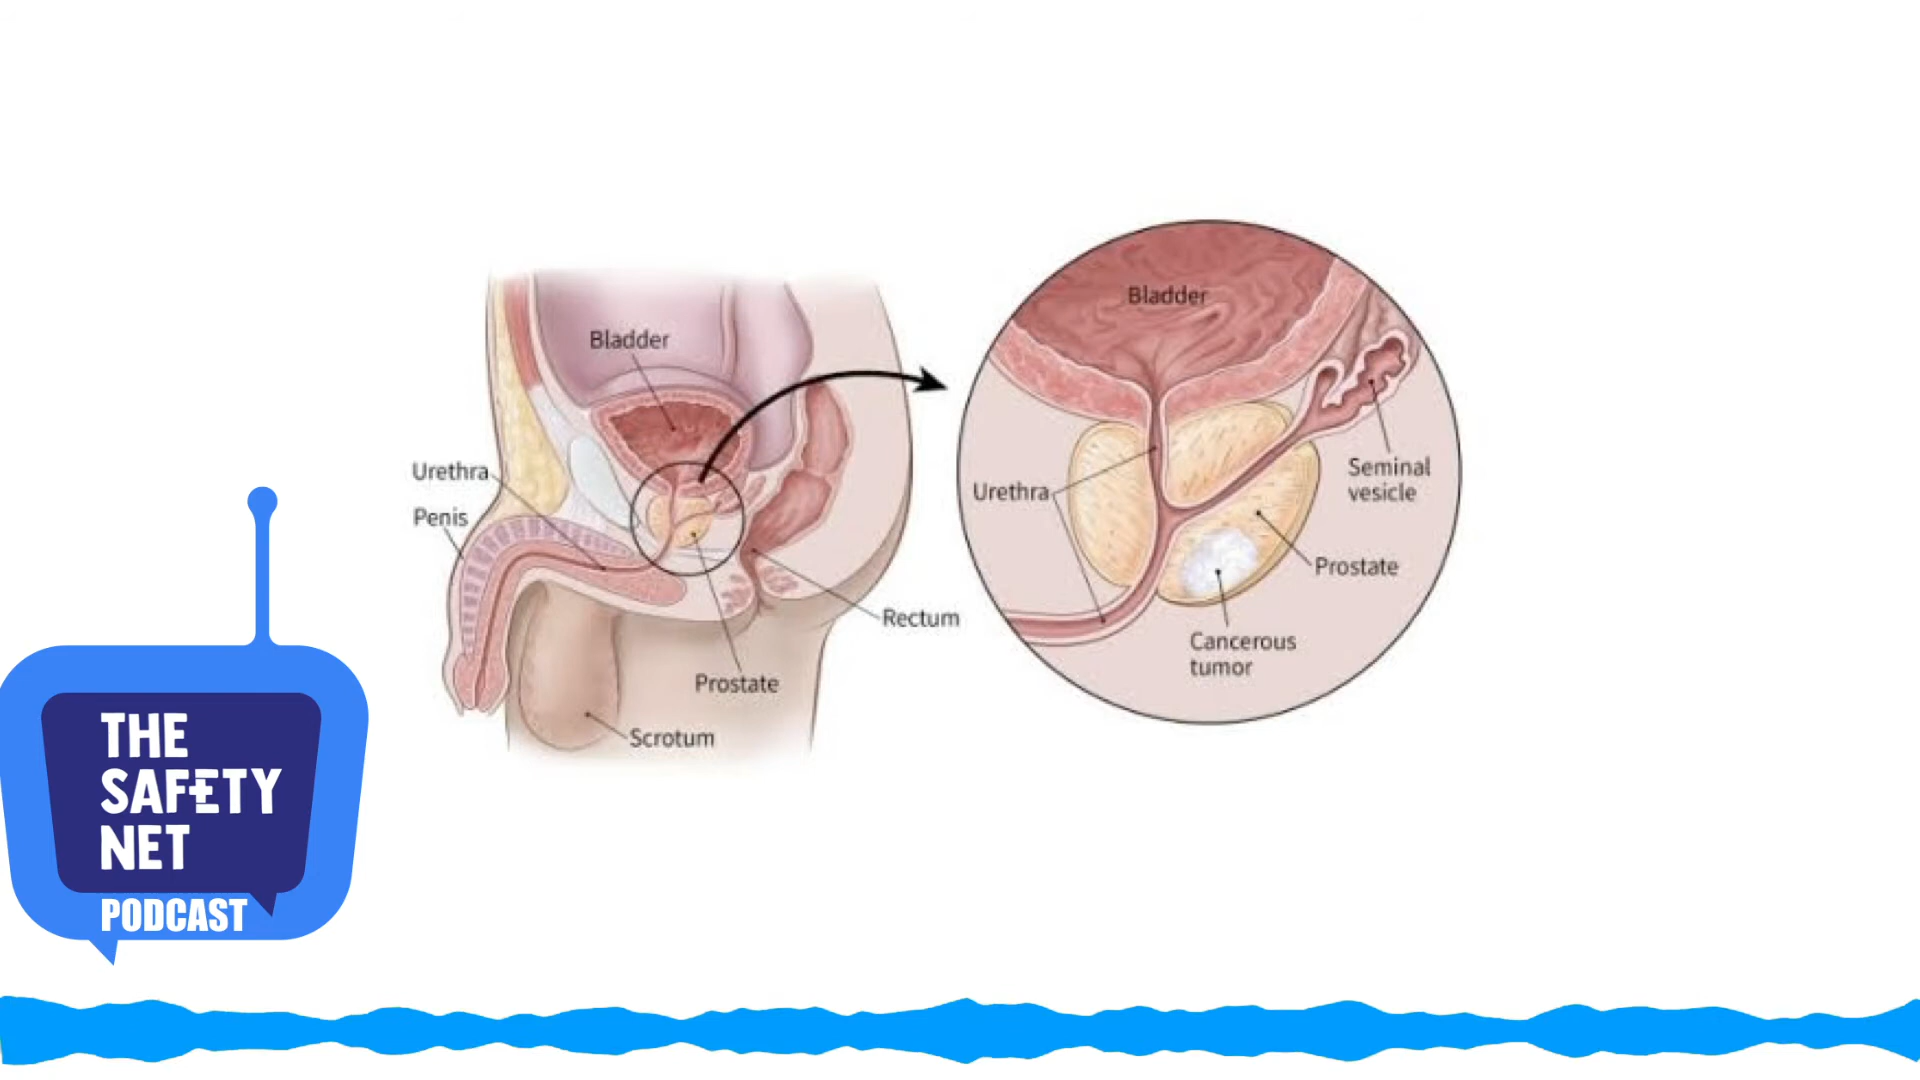 Bladder
Urethra
Penis
Rectum
Prostate
Scrotum
Bladder
Urethra
Seminal
vesicle
Prostate
Cancerous
tumor
THE
SAFETY
NET
PODCAST